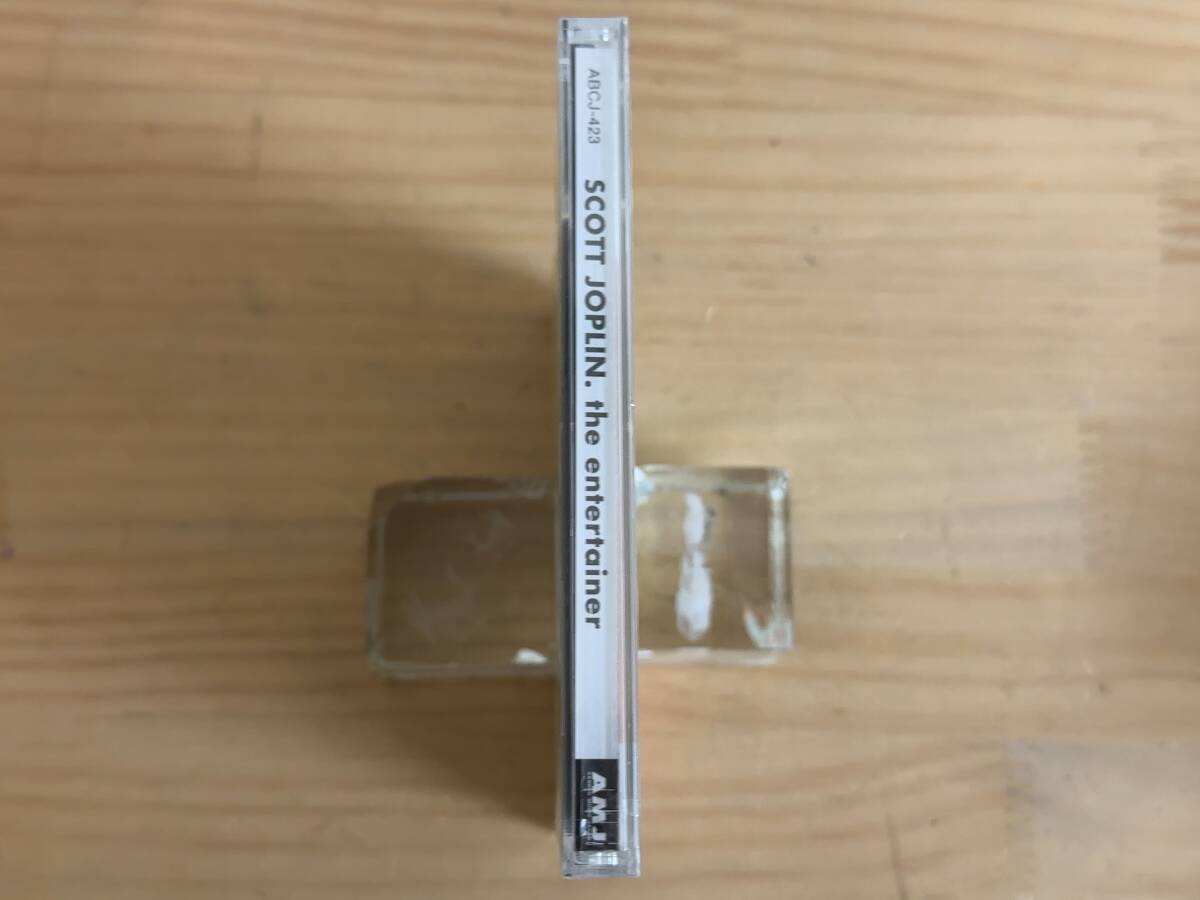 ABCJ-423
SCOTT JOPLIN. the entertainer
AMJ